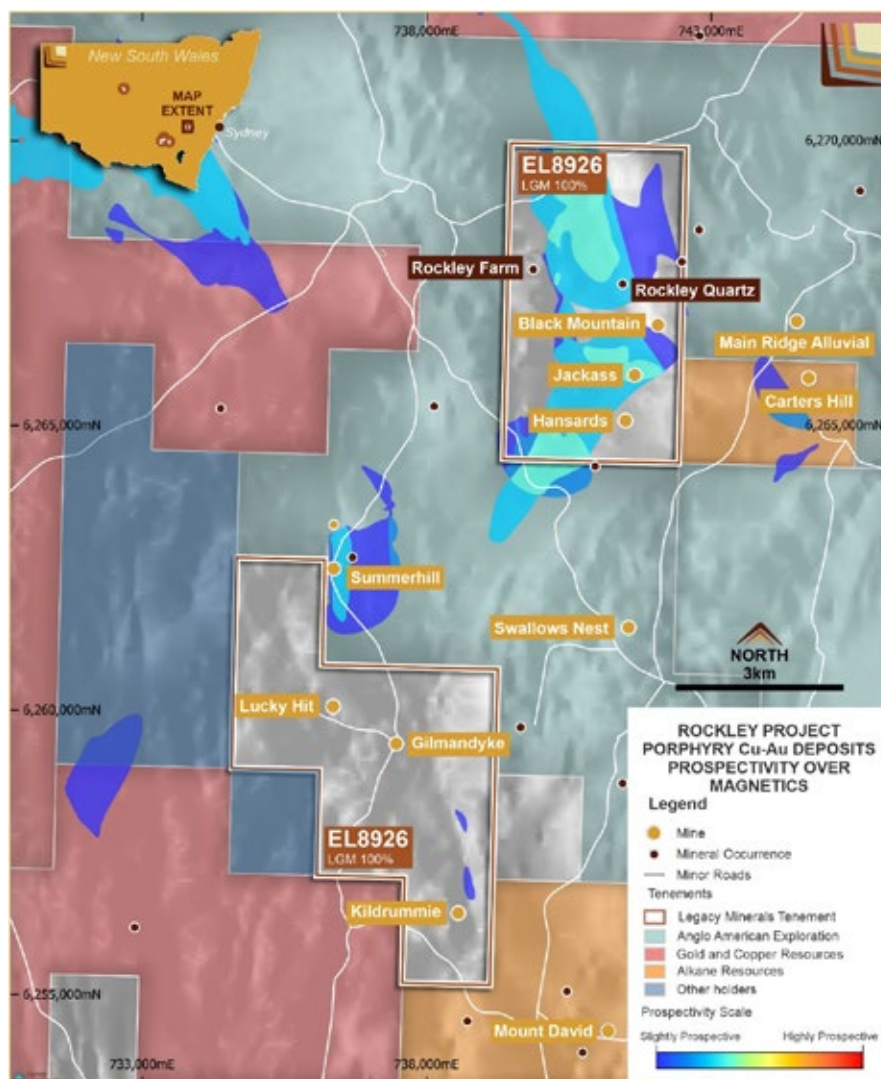 738,000mE
743,000mE
New South Wales
MAP
EXTENT
Sydney
6,270,000mN
EL8926
LGM 100%
Rockley Farm
Rockley Quartz
Black Mountain
Main Ridge Alluvial
Jackass
Carters Hill
Hansards
6,265,000mN
6,265,000mN
Summerhill
Swallows Nest
NORTH
3km
Lucky Hit
6,260,000mN
Gilmandyke
EL8926
LGM 100%
Kildrummie
6,255,000mN
Mount David
733,000mE
738,000mE
ROCKLEY PROJECT
PORPHYRY Cu-Au DEPOSITS
PROSPECTIVITY OVER
MAGNETICS
Legend
Mine
Mineral Occurrence
Minor Roads
Tenements
Legacy Minerals Tenement
Anglo American Exploration
Gold and Copper Resources
Alkane Resources
Other holders
Prospectivity Scale
Slightly Prospective
Highly Prospective